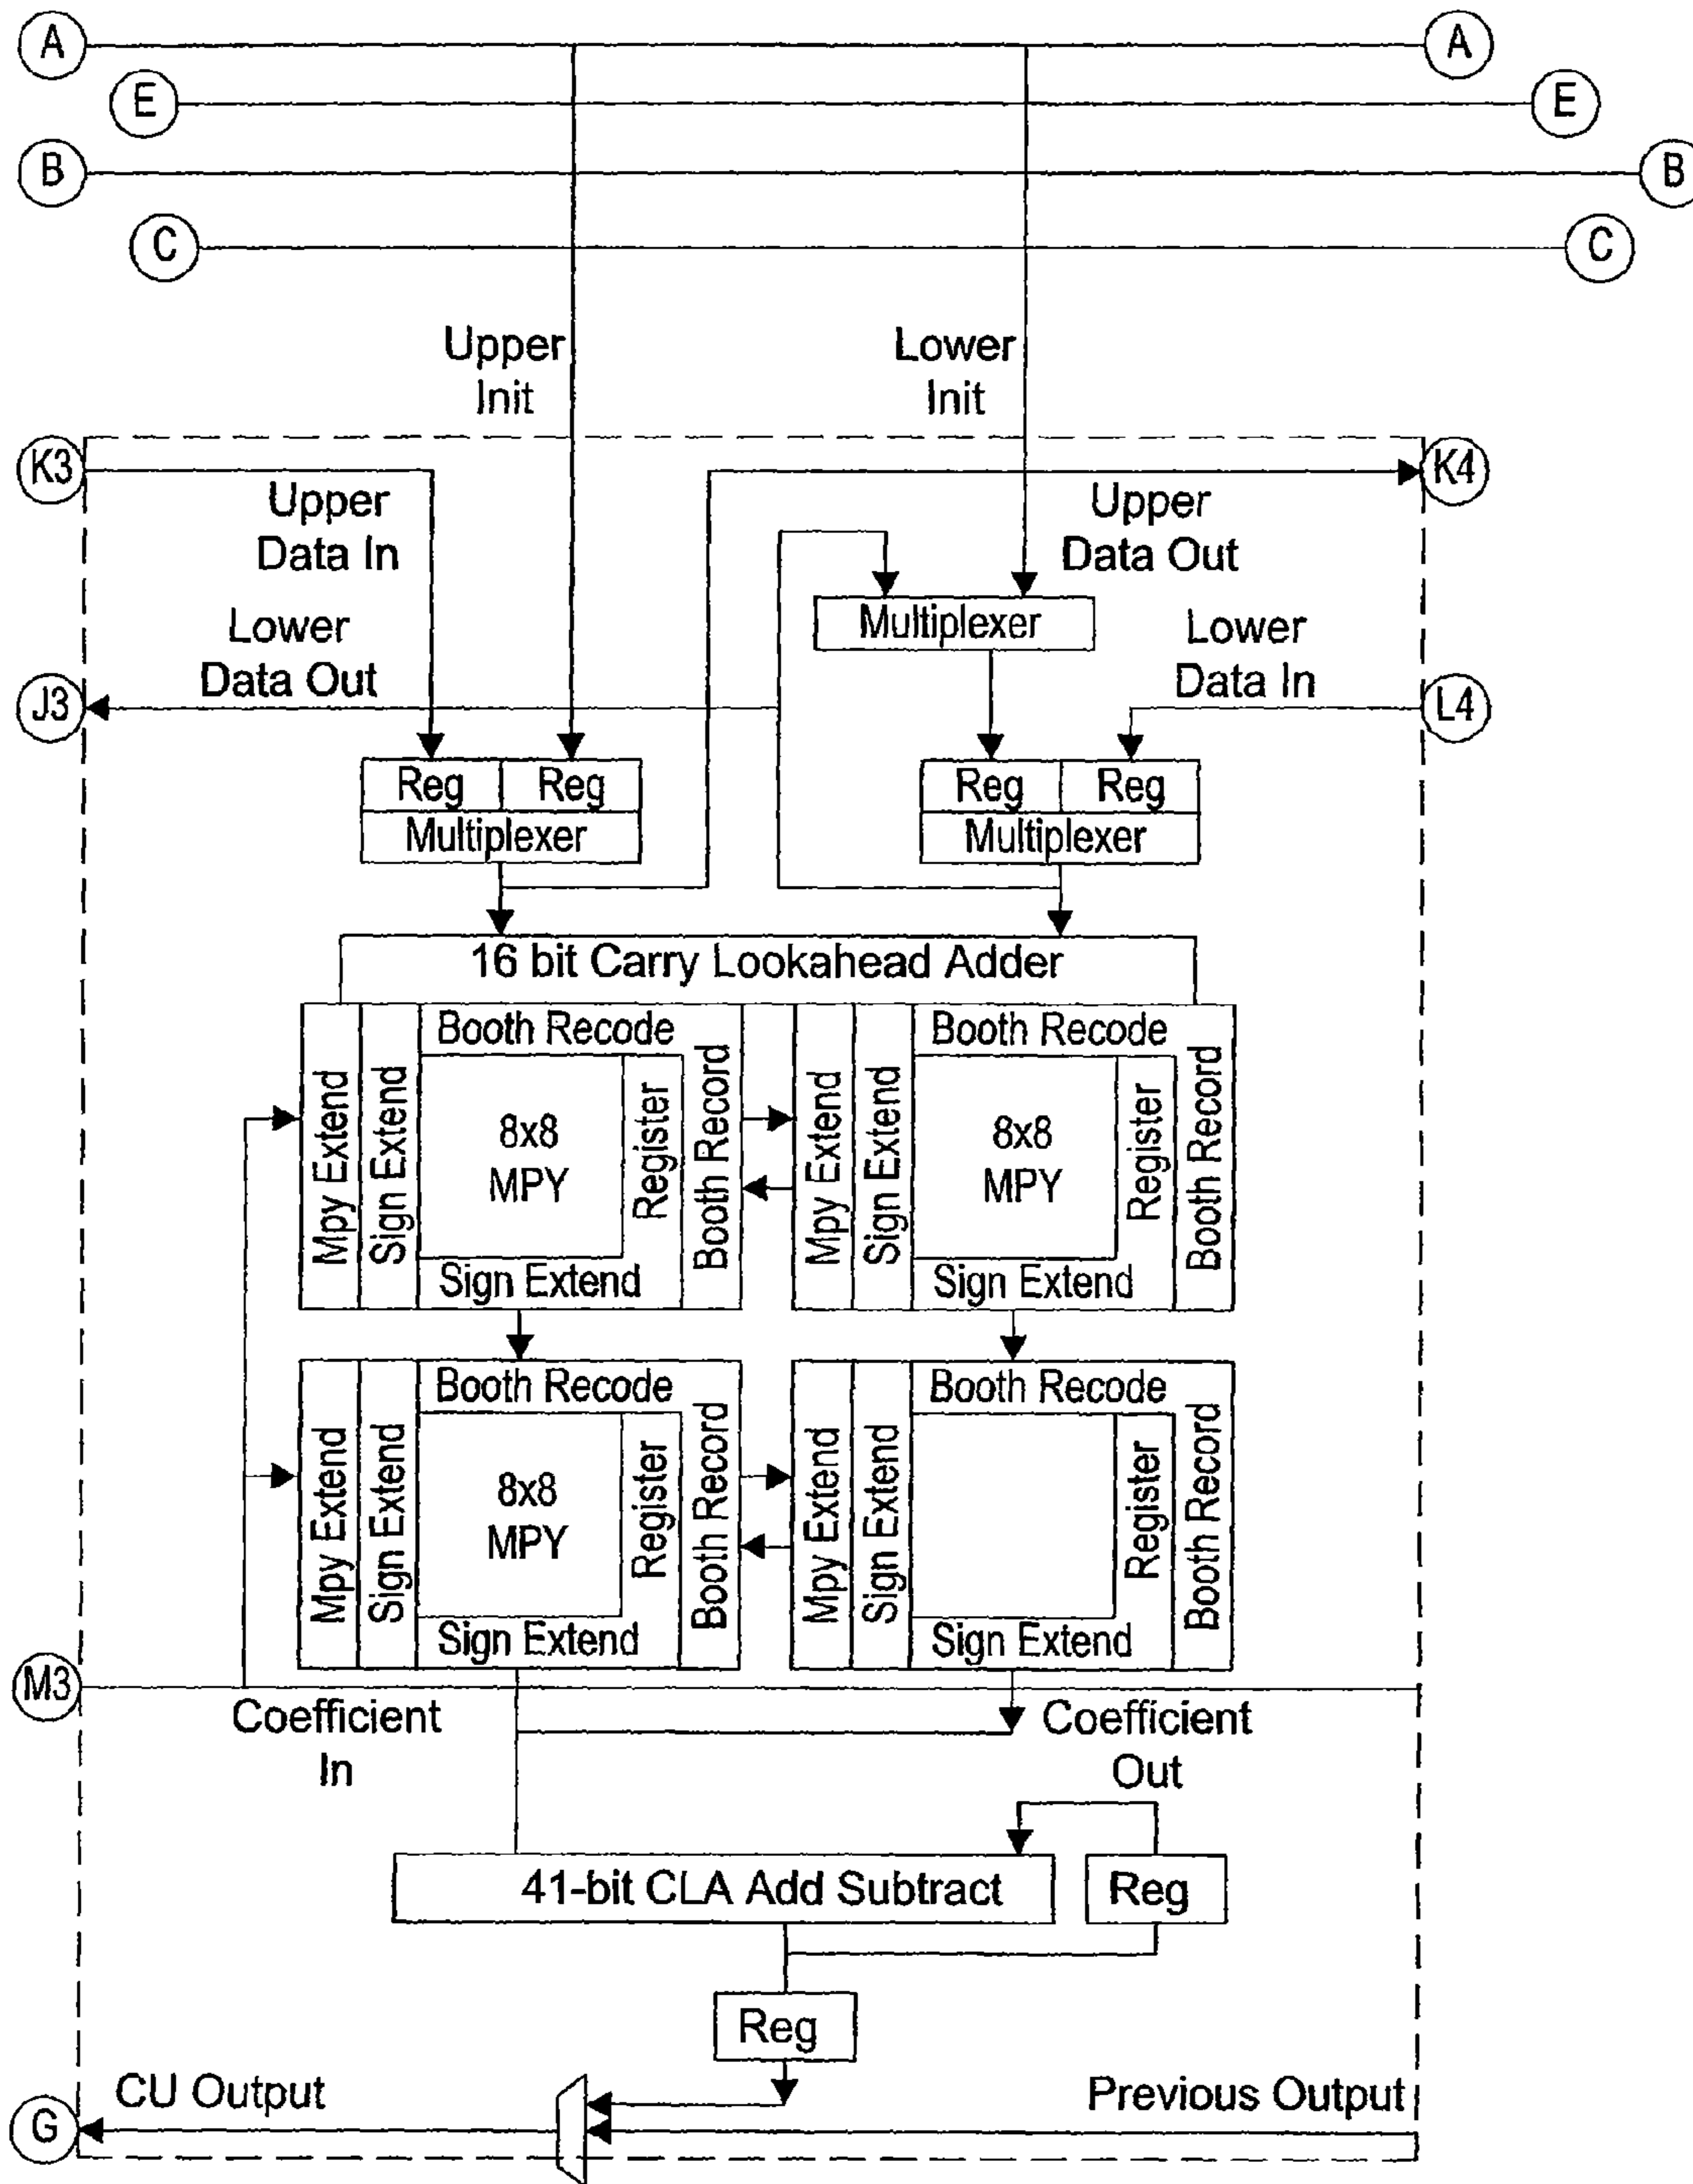 A A
E E
B B
C C
Upper
Init
Lower
Init
K3 K4
Upper
Data In
Upper
Data Out
Multiplexer
Lower
Data Out
Lower
Data In
J3 L4
Reg Reg
Multiplexer
Reg Reg
Multiplexer
16 bit Carry Lookahead Adder
Mpy Extend
Sign Extend
Booth Recode
8x8
MPY
Register
Booth Record
Sign Extend
Mpy Extend
Sign Extend
Booth Recode
8x8
MPY
Register
Booth Record
Sign Extend
Mpy Extend
Sign Extend
Booth Recode
8x8
MPY
Register
Booth Record
Sign Extend
Mpy Extend
Sign Extend
Booth Recode
Register
Booth Record
Sign Extend
M3
Coefficient
In
Coefficient
Out
41-bit CLA Add Subtract
Reg
Reg
CU Output
Previous Output
G